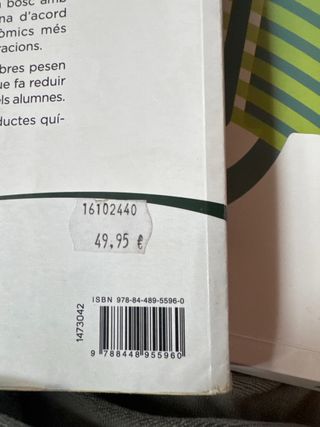 bosc amb
na d'acord
òmics més
racions.
bres pesen
ue fa reduir
els alumnes.
ductes quí-
16102440
49,95 €
ISBN 978-84-489-5596-0
1473042
9 788448 955960